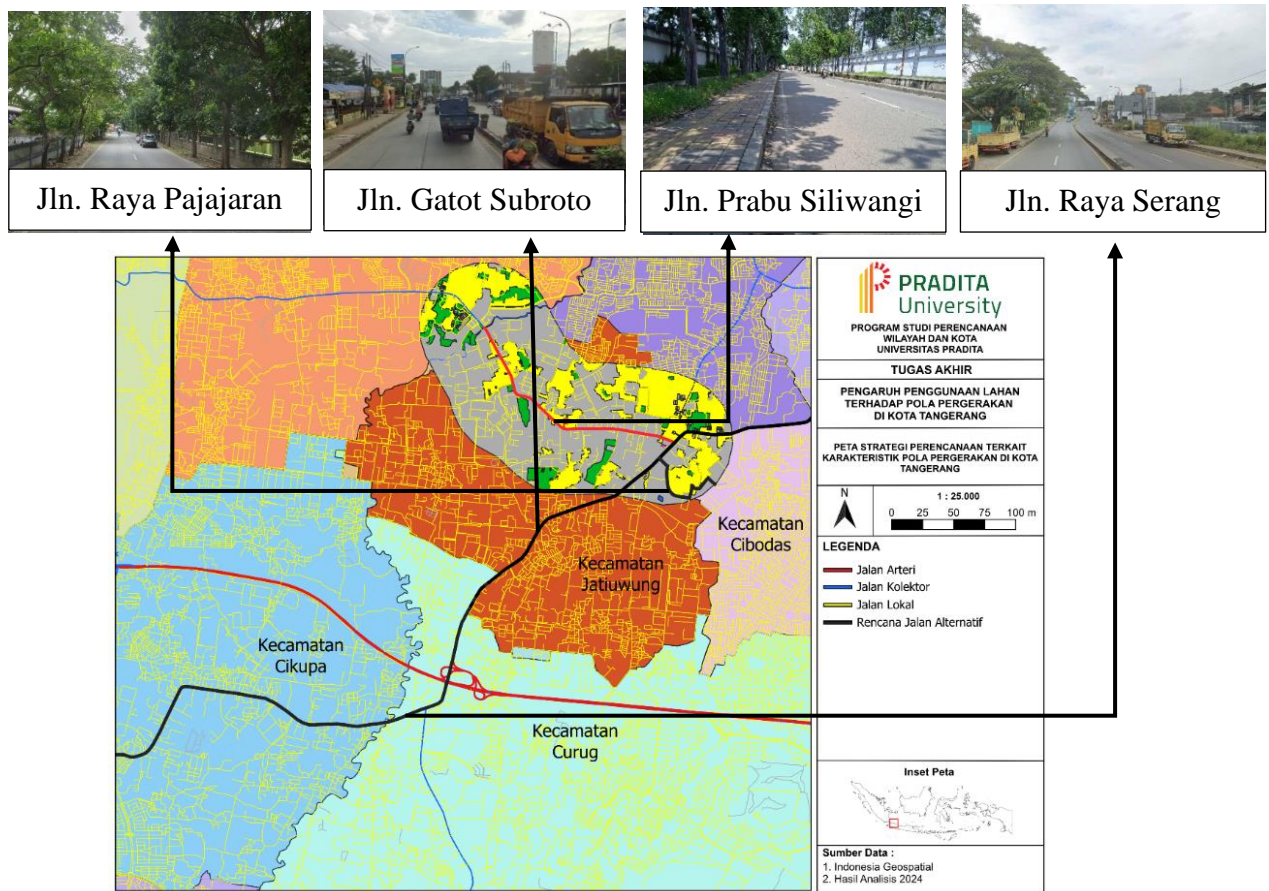 Jln. Raya Pajajaran
Jln. Gatot Subroto
Jln. Prabu Siliwangi
Jln. Raya Serang
Kecamatan
Cibodas
Kecamatan
Jatiuwung
Kecamatan
Cikupa
Kecamatan
Curug
PRADITA
University
PROGRAM STUDI PERENCANAAN
WILAYAH DAN KOTA
UNIVERSITAS PRADITA
TUGAS AKHIR
PENGARUH PENGGUNAAN LAHAN
TERHADAP POLA PERGERAKAN
DI KOTA TANGERANG
PETA STRATEGI PERENCANAAN TERKAIT
KARAKTERISTIK POLA PERGERAKAN DI KOTA
TANGERANG
N
1 : 25.000
0 25 50 75 100 m
LEGENDA
Jalan Arteri
Jalan Kolektor
Jalan Lokal
Rencana Jalan Alternatif
Inset Peta
Sumber Data :
1. Indonesia Geospatial
2. Hasil Analisis 2024